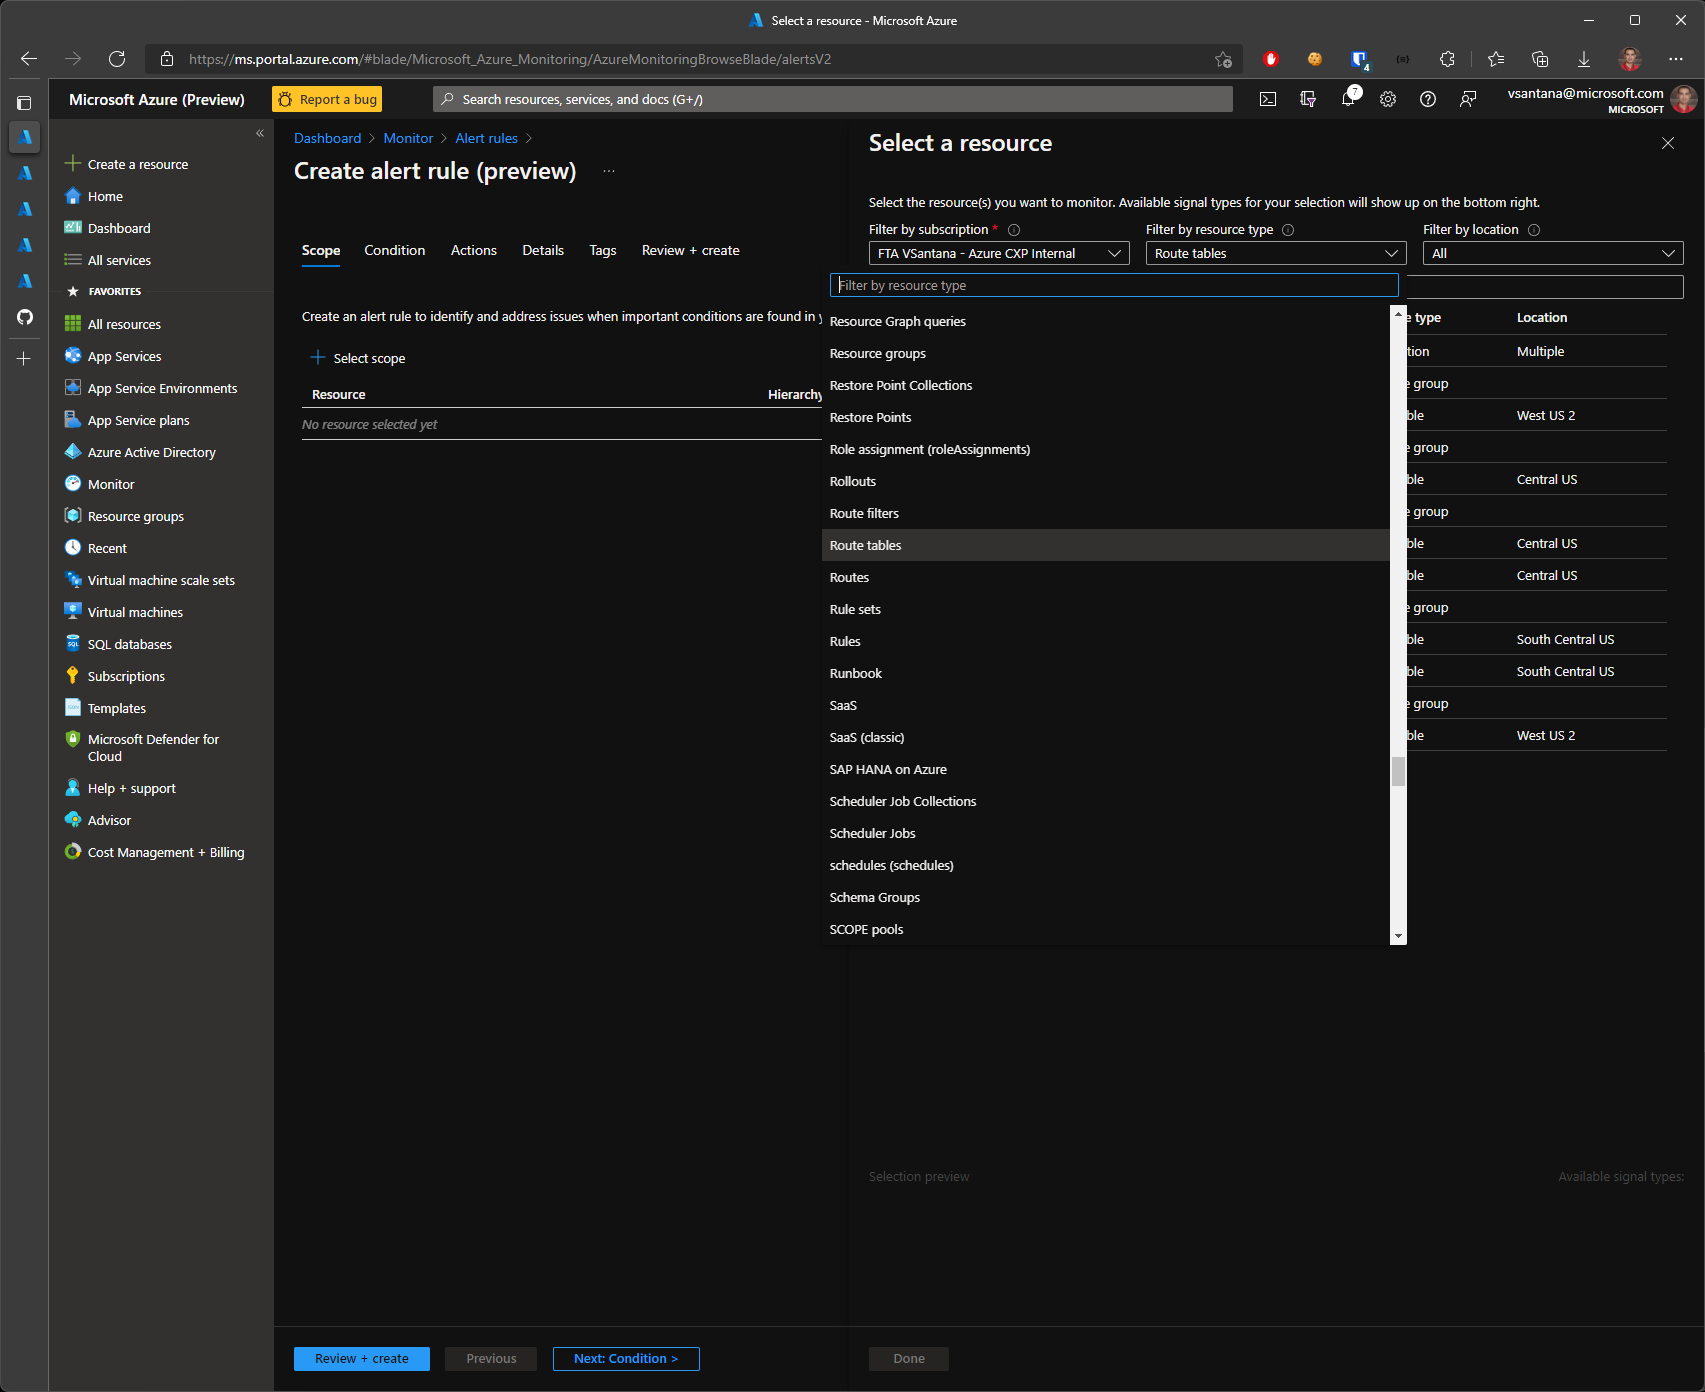 Select a resource - Microsoft Azure
https://ms.portal.azure.com/#blade/Microsoft_Azure_Monitoring/AzureMonitoringBrowseBlade/alertsV2
4
Microsoft Azure (Preview)
Report a bug
Search resources, services, and docs (G+/)
7
vsantana@microsoft.com
MICROSOFT
Create a resource
Home
Dashboard
All services
FAVORITES
All resources
App Services
App Service Environments
App Service plans
Azure Active Directory
Monitor
Resource groups
Recent
Virtual machine scale sets
Virtual machines
SQL databases
Subscriptions
Templates
Microsoft Defender for
Cloud
Help + support
Advisor
Cost Management + Billing
Dashboard > Monitor > Alert rules >
Create alert rule (preview) ...
Scope Condition Actions Details Tags Review + create
Create an alert rule to identify and address issues when important conditions are found in y
+ Select scope
Resource Hierarchy
No resource selected yet
Review + create Previous Next: Condition >
Select a resource
Select the resource(s) you want to monitor. Available signal types for your selection will show up on the bottom right.
Filter by subscription * Filter by resource type Filter by location
FTA VSantana - Azure CXP Internal Route tables All
Filter by resource type
Resource Graph queries
Resource groups
Restore Point Collections
Restore Points
Role assignment (roleAssignments)
Rollouts
Route filters
Route tables
Routes
Rule sets
Rules
Runbook
SaaS
SaaS (classic)
SAP HANA on Azure
Scheduler Job Collections
Scheduler Jobs
schedules (schedules)
Schema Groups
SCOPE pools
e type Location
tion Multiple
e group
ble West US 2
e group
ble Central US
e group
ble Central US
ble Central US
e group
ble South Central US
ble South Central US
e group
ble West US 2
Selection preview Available signal types:
Done